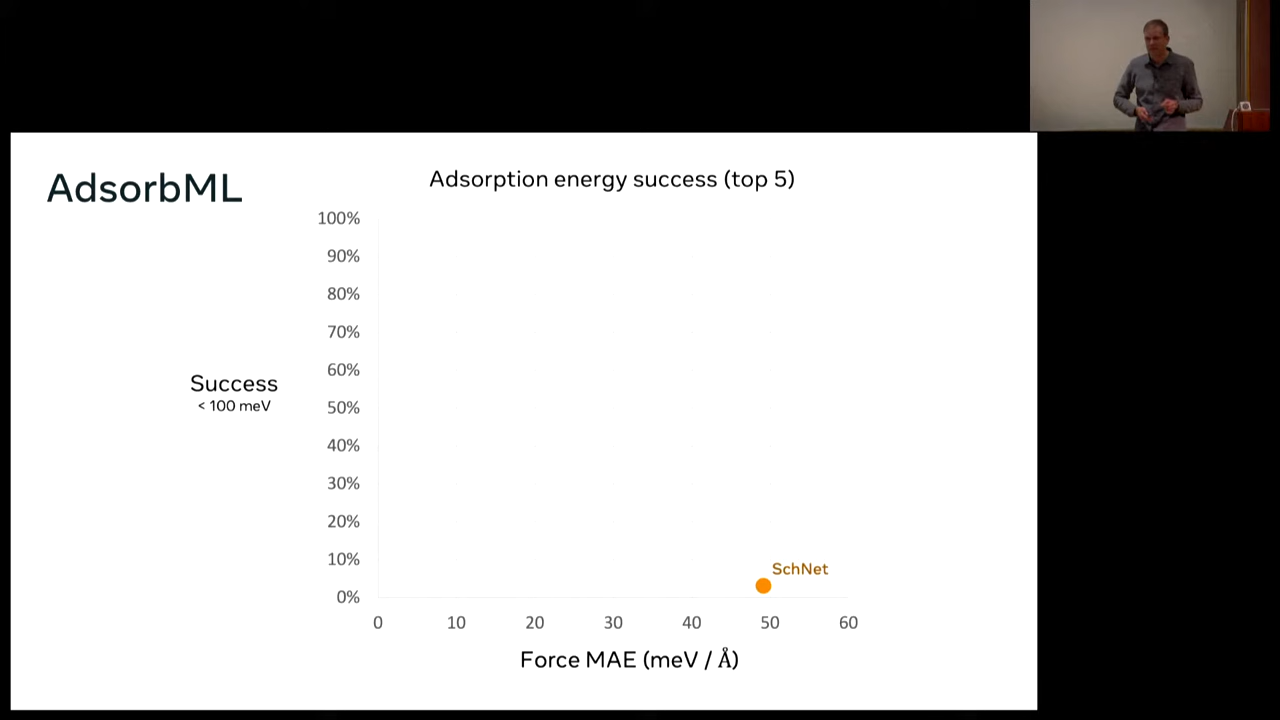 AdsorbML
Adsorption energy success (top 5)
100%
90%
80%
70%
60%
50%
40%
30%
20%
10%
0%
Success
< 100 meV
SchNet
0 10 20 30 40 50 60
Force MAE (meV / Å)